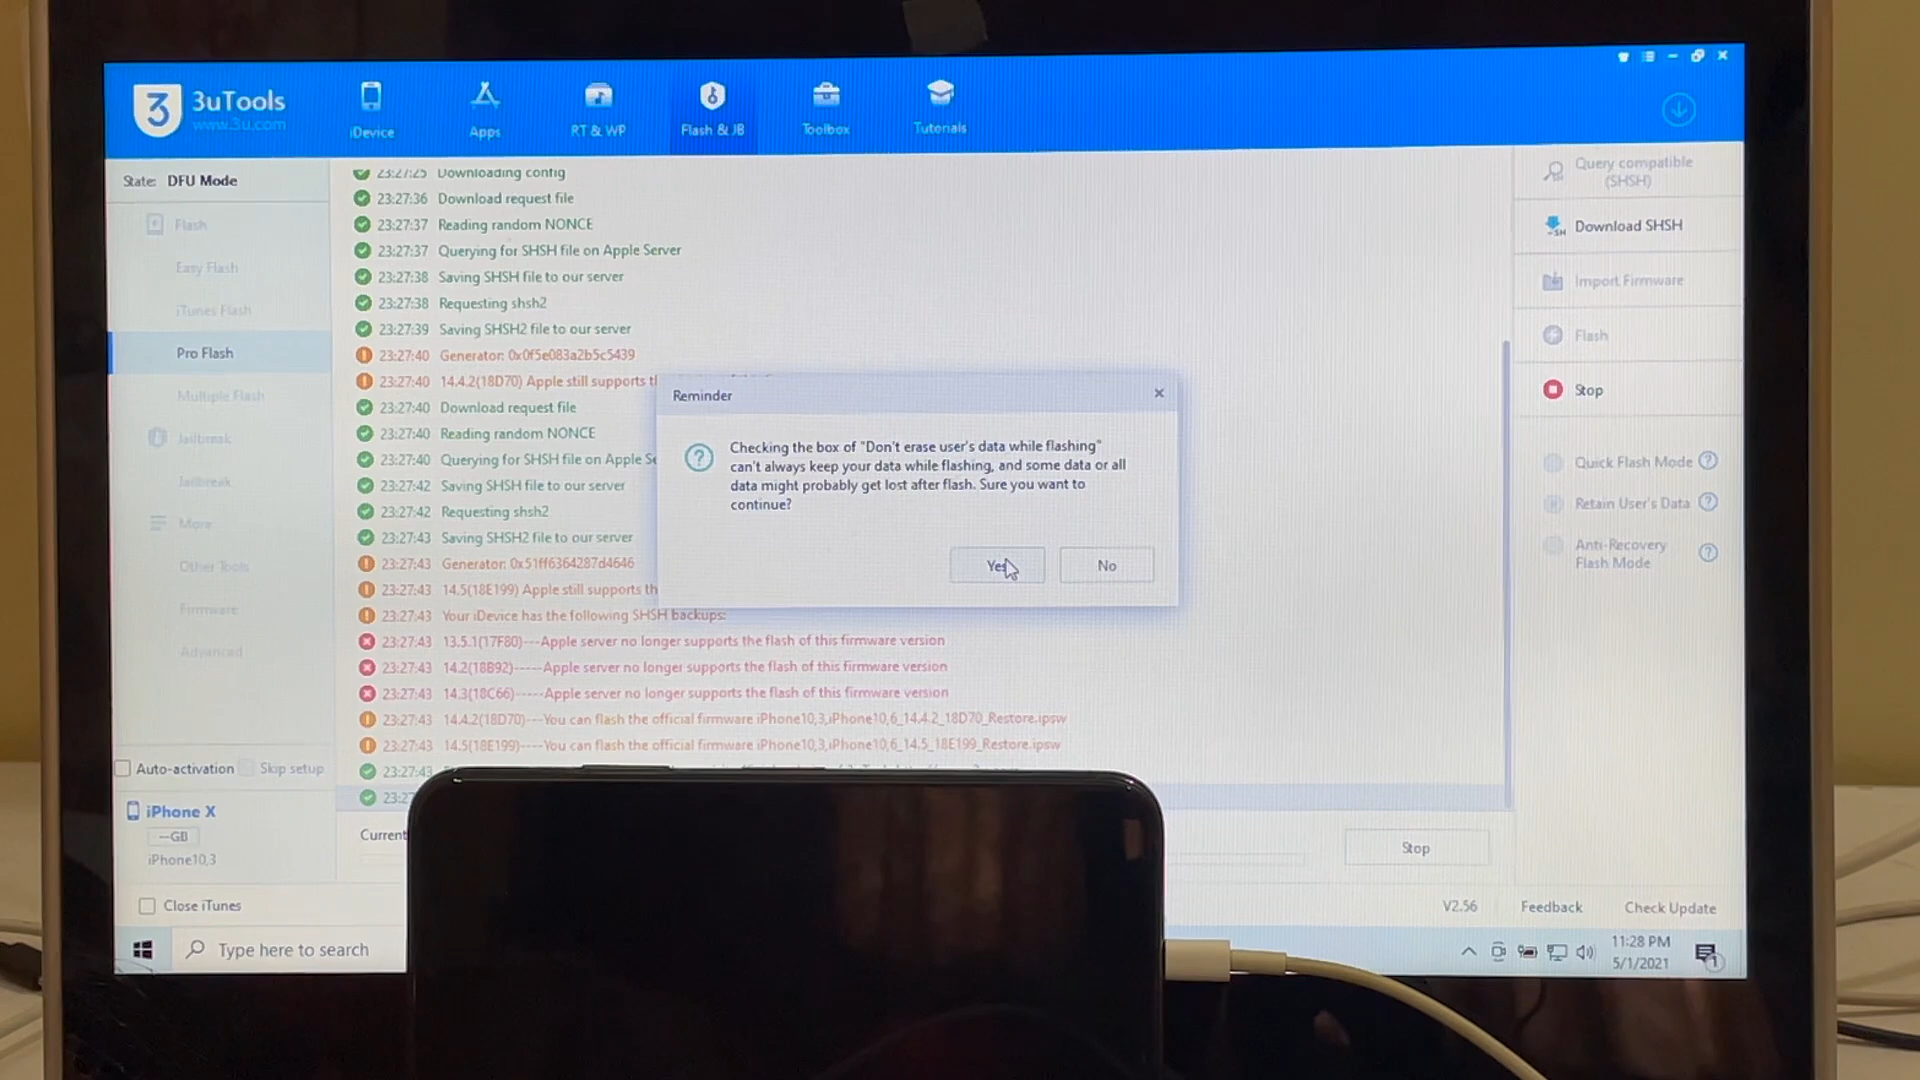 3 3uTools
www.3u.com
iDevice
Apps
RT & WP
Flash & JB
Toolbox
Tutorials
State: DFU Mode
Flash
Easy Flash
iTunes Flash
Pro Flash
Multiple Flash
Jailbreak
Jailbreak
More
Other Tools
Firmware
Advanced
Auto-activation Skip setup
iPhone X
--GB
iPhone10,3
Close iTunes
23:27:25 Downloading config
23:27:36 Download request file
23:27:37 Reading random NONCE
23:27:37 Querying for SHSH file on Apple Server
23:27:38 Saving SHSH file to our server
23:27:38 Requesting shsh2
23:27:39 Saving SHSH2 file to our server
23:27:40 Generator: 0x0f5e083a2b5c5439
23:27:40 14.4.2(18D70) Apple still supports
23:27:40 Download request file
23:27:40 Reading random NONCE
23:27:40 Querying for SHSH file on Apple
23:27:42 Saving SHSH file to our server
23:27:42 Requesting shsh2
23:27:43 Saving SHSH2 file to our server
23:27:43 Generator: 0x51ff6364287d4646
23:27:43 14.5(18E199) Apple still supports
23:27:43 Your iDevice has the following SHSH backups:
23:27:43 13.5.1(17F80)---Apple server no longer supports the flash of this firmware version
23:27:43 14.2(18B92)-----Apple server no longer supports the flash of this firmware version
23:27:43 14.3(18C66)-----Apple server no longer supports the flash of this firmware version
23:27:43 14.4.2(18D70)---You can flash the official firmware iPhone10,3,iPhone10,6_14.4.2_18D70_Restore.ipsw
23:27:43 14.5(18E199)----You can flash the official firmware iPhone10,3,iPhone10,6_14.5_18E199_Restore.ipsw
23:27:43
Current
Stop
Reminder
Checking the box of "Don't erase user's data while flashing"
can't always keep your data while flashing, and some data or all
data might probably get lost after flash. Sure you want to
continue?
Yes
No
Query compatible
(SHSH)
Download SHSH
Import Firmware
Flash
Stop
Quick Flash Mode
Retain User's Data
Anti-Recovery
Flash Mode
V2.56
Feedback
Check Update
Type here to search
11:28 PM
5/1/2021
1